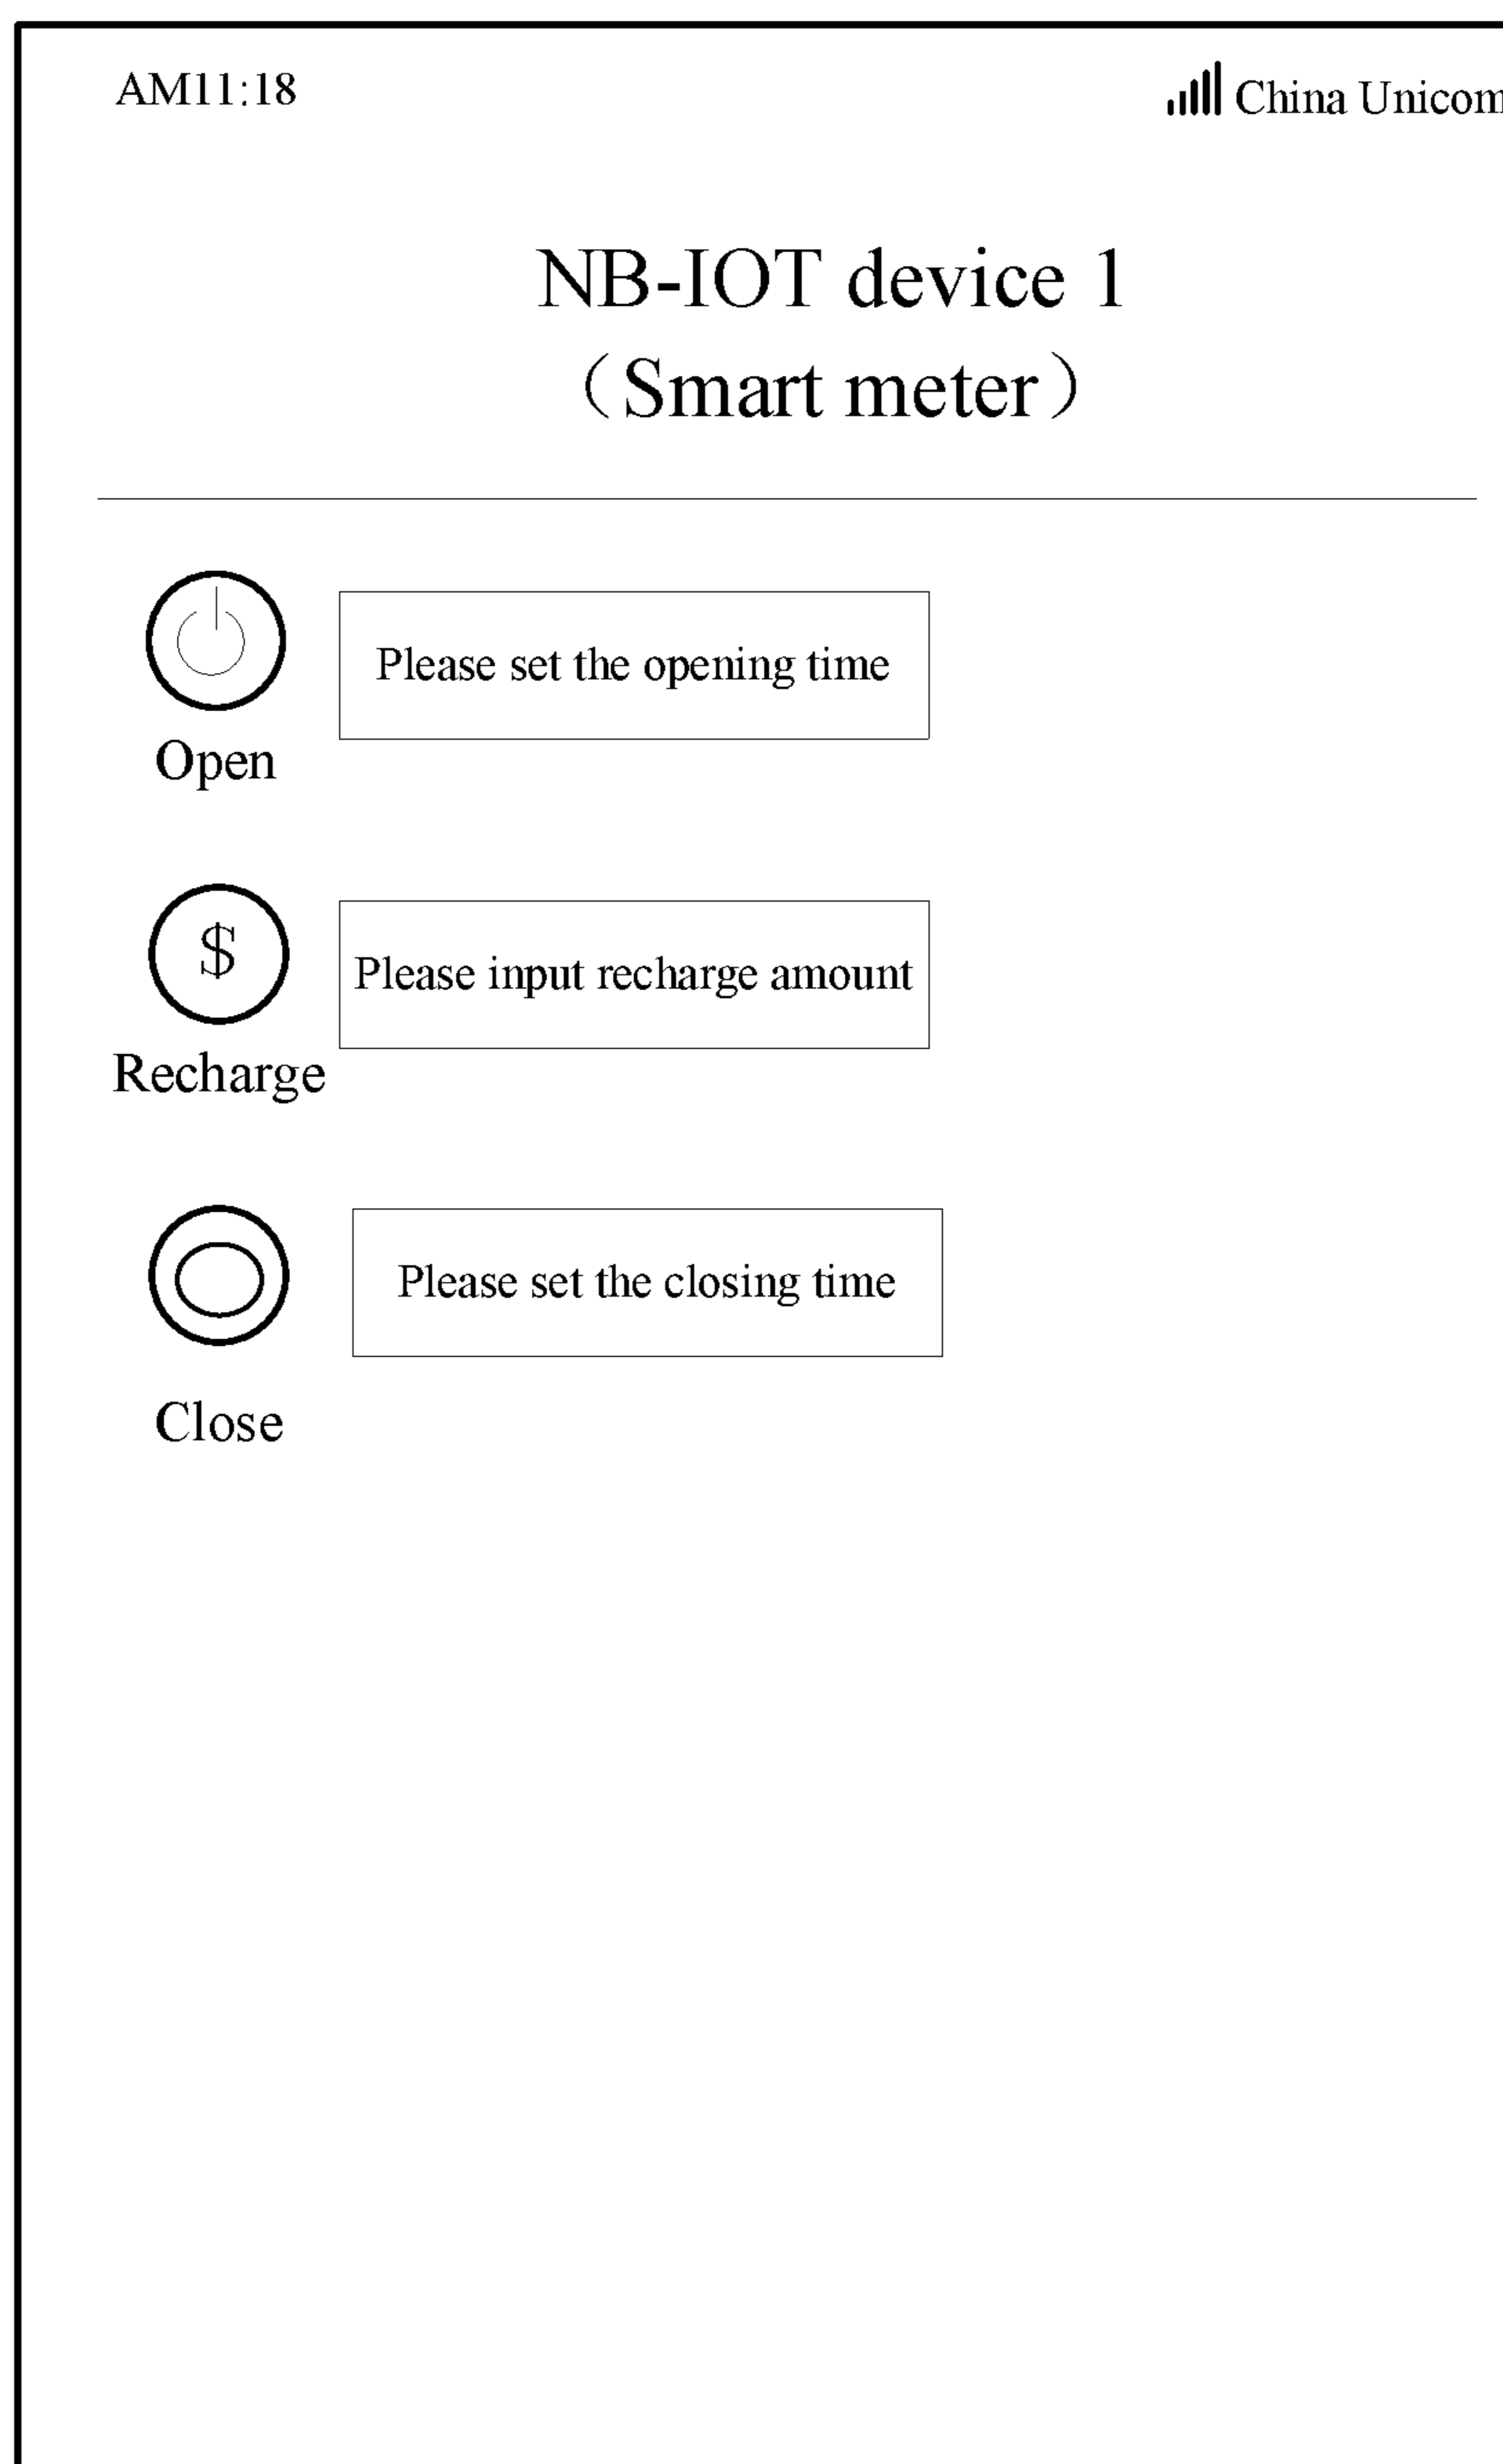 AM11:18
China Unicom
NB-IOT device 1
（Smart meter）
Please set the opening time
Open
$
Please input recharge amount
Recharge
Please set the closing time
Close